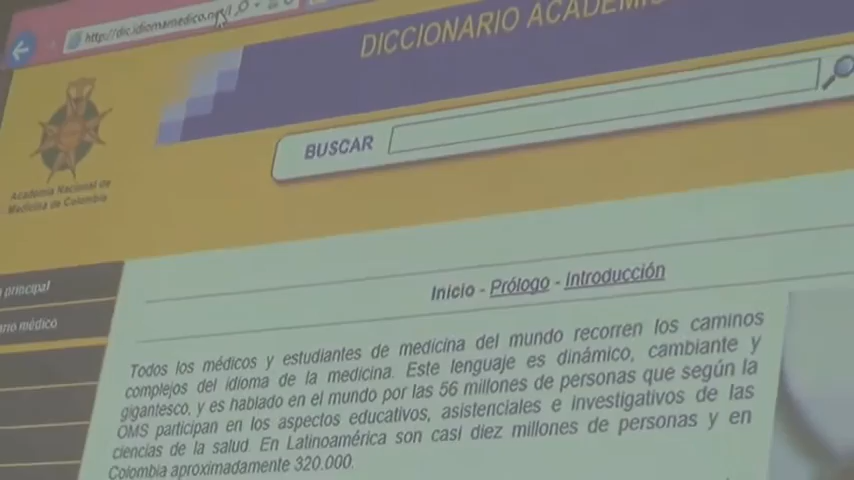 http://dic.idiomamedico.net/
DICCIONARIO
BUSCAR
Academia Nacional de
Medicina de Colombia
principal
médico
Inicio - Prólogo - Introducción
Todos los médicos y estudiantes de medicina del mundo recorren los caminos
complejos del idioma de la medicina. Este lenguaje es dinámico, cambiante y
gigantesco, y es hablado en el mundo por las 56 millones de personas que según la
OMS participan en los aspectos educativos, asistenciales e investigativos de las
ciencias de la salud. En Latinoamérica son casi diez millones de personas y en
Colombia aproximadamente 320.000.